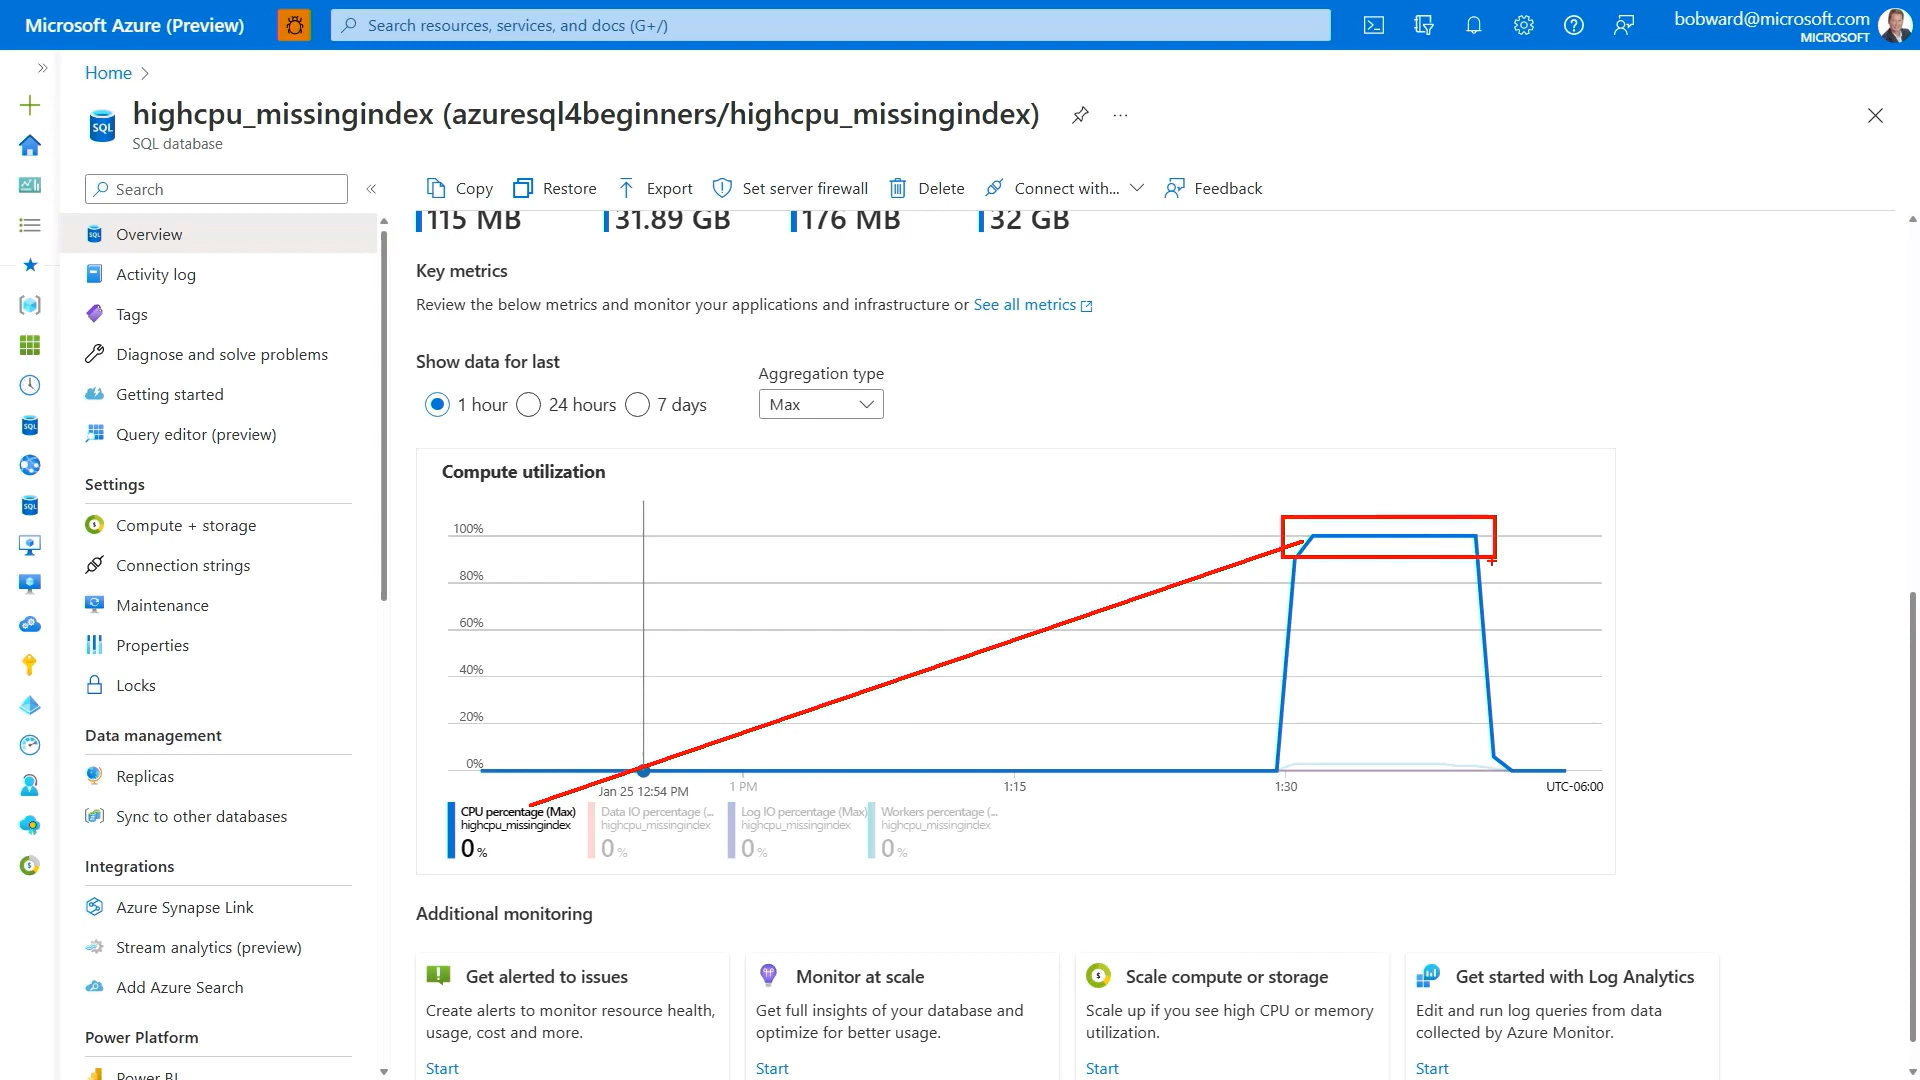 Microsoft Azure (Preview)
Search resources, services, and docs (G+/)
bobward@microsoft.com
MICROSOFT
Home
highcpu_missingindex (azuresql4beginners/highcpu_missingindex)
SQL database
Search
Copy
Restore
Export
Set server firewall
Delete
Connect with...
Feedback
Overview
Activity log
Tags
Diagnose and solve problems
Getting started
Query editor (preview)
Settings
Compute + storage
Connection strings
Maintenance
Properties
Locks
Data management
Replicas
Sync to other databases
Integrations
Azure Synapse Link
Stream analytics (preview)
Add Azure Search
Power Platform
Power BI
115 MB
31.89 GB
176 MB
32 GB
Key metrics
Review the below metrics and monitor your applications and infrastructure or See all metrics
Show data for last
1 hour
24 hours
7 days
Aggregation type
Max
Compute utilization
100%
80%
60%
40%
20%
0%
Jan 25 12:54 PM
1 PM
1:15
1:30
UTC-06:00
CPU percentage (Max)
highcpu_missingindex
0 %
Data IO percentage (...
highcpu_missingindex
0 %
Log IO percentage (Max)
highcpu_missingindex
0 %
Workers percentage (...
highcpu_missingindex
0 %
Additional monitoring
Get alerted to issues
Create alerts to monitor resource health,
usage, cost and more.
Start
Monitor at scale
Get full insights of your database and
optimize for better usage.
Start
Scale compute or storage
Scale up if you see high CPU or memory
utilization.
Start
Get started with Log Analytics
Edit and run log queries from data
collected by Azure Monitor.
Start